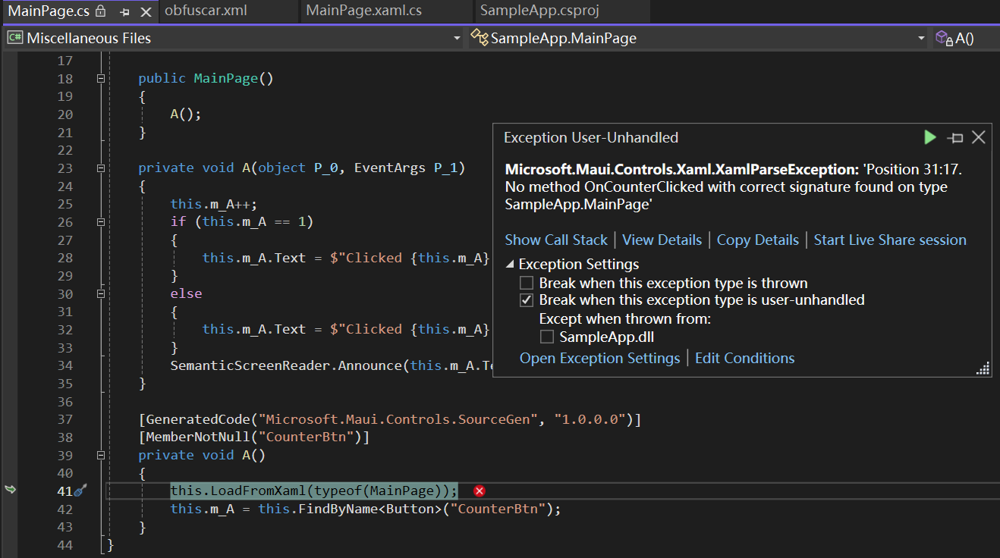 MainPage.cs obfuscar.xml MainPage.xaml.cs SampleApp.csproj
C# Miscellaneous Files SampleApp.MainPage A()
17
18 public MainPage()
19 {
20 A();
21 }
22
23 private void A(object P_0, EventArgs P_1)
24 {
25 this.m_A++;
26 if (this.m_A == 1)
27 {
28 this.m_A.Text = $"Clicked {this.m_A}
29 }
30 else
31 {
32 this.m_A.Text = $"Clicked {this.m_A}
33 }
34 SemanticScreenReader.Announce(this.m_A.Te
35 }
36
37 [GeneratedCode("Microsoft.Maui.Controls.SourceGen", "1.0.0.0")]
38 [MemberNotNull("CounterBtn")]
39 private void A()
40 {
41 this.LoadFromXaml(typeof(MainPage));
42 this.m_A = this.FindByName<Button>("CounterBtn");
43 }
44 }
Exception User-Unhandled
Microsoft.Maui.Controls.Xaml.XamlParseException: 'Position 31:17.
No method OnCounterClicked with correct signature found on type
SampleApp.MainPage'
Show Call Stack | View Details | Copy Details | Start Live Share session
Exception Settings
Break when this exception type is thrown
Break when this exception type is user-unhandled
Except when thrown from:
SampleApp.dll
Open Exception Settings | Edit Conditions